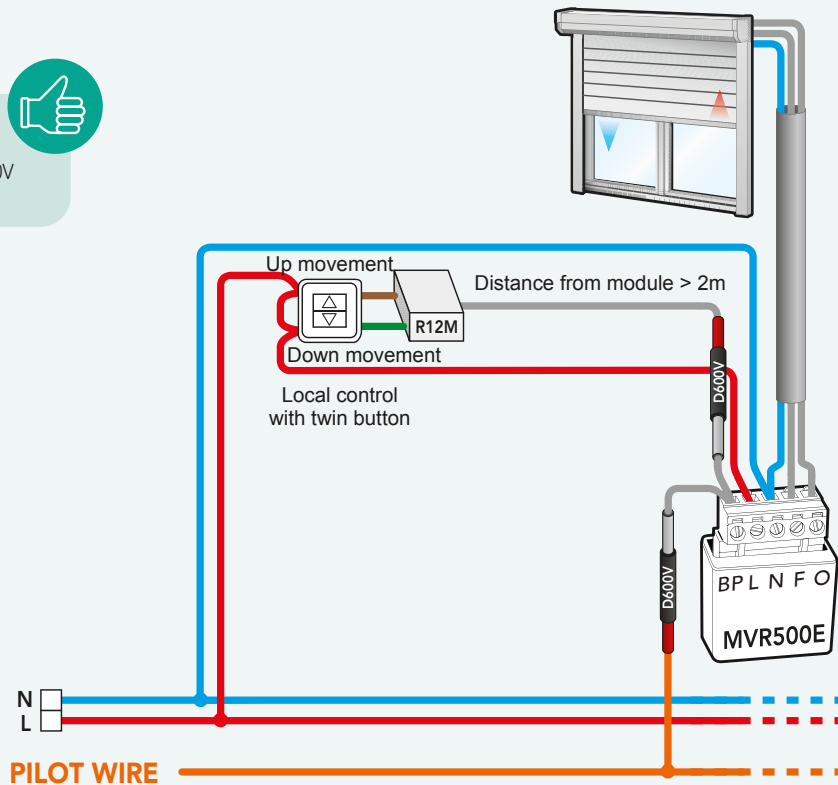 0V
Up movement
Distance from module > 2m
R12M
Down movement
D600V
Local control
with twin button
D600V
BP L N F O
MVR500E
N
L
PILOT WIRE